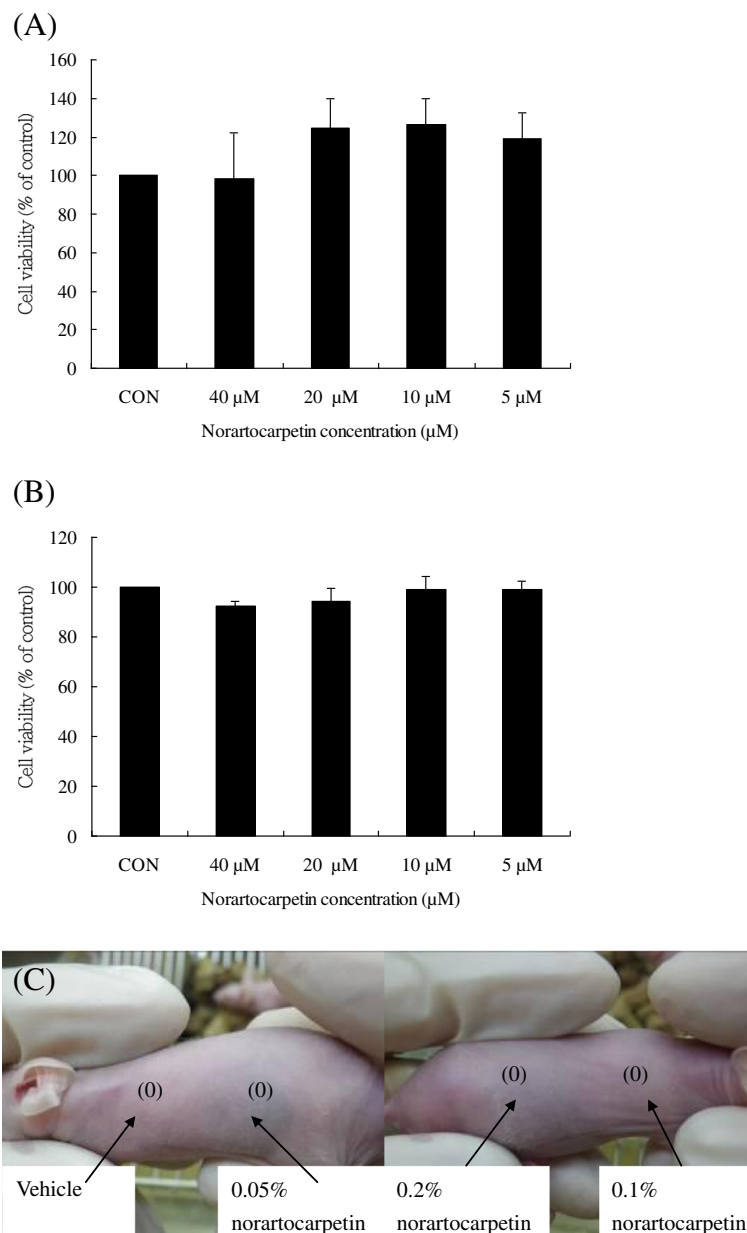 (A)
160
140
120
100
80
60
40
20
0
Cell viability (% of control)
CON 40 μM 20 μM 10 μM 5 μM
Norartocarpetin concentration (μM)
(B)
120
100
80
60
40
20
0
Cell viability (% of control)
CON 40 μM 20 μM 10 μM 5 μM
Norartocarpetin concentration (μM)
(C)
(0) (0) (0) (0)
Vehicle
0.05%
norartocarpetin
0.2%
norartocarpetin
0.1%
norartocarpetin